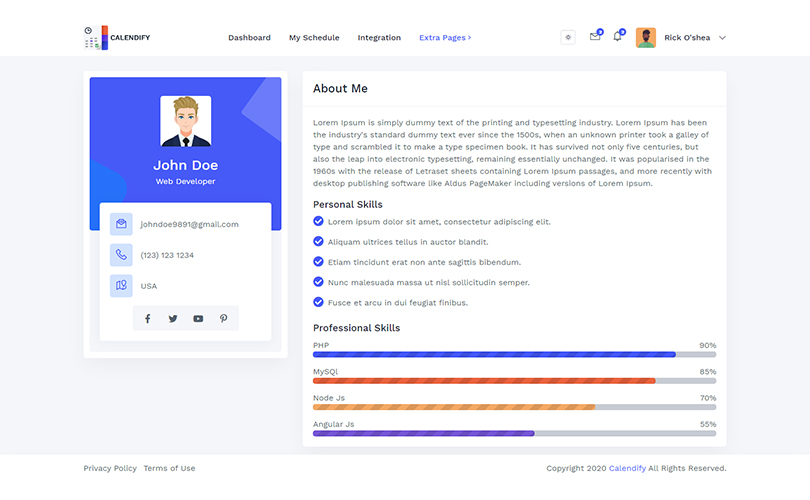 CALENDIFY
Dashboard
My Schedule
Integration
Extra Pages ›
Rick O'shea
John Doe
Web Developer
johndoe9891@gmail.com
(123) 123 1234
USA
About Me
Lorem Ipsum is simply dummy text of the printing and typesetting industry. Lorem Ipsum has been
the industry's standard dummy text ever since the 1500s, when an unknown printer took a galley of
type and scrambled it to make a type specimen book. It has survived not only five centuries, but
also the leap into electronic typesetting, remaining essentially unchanged. It was popularised in the
1960s with the release of Letraset sheets containing Lorem Ipsum passages, and more recently with
desktop publishing software like Aldus PageMaker including versions of Lorem Ipsum.
Personal Skills
Lorem ipsum dolor sit amet, consectetur adipiscing elit.
Aliquam ultrices tellus in auctor blandit.
Etiam tincidunt erat non ante sagittis bibendum.
Nunc malesuada massa ut nisl sollicitudin semper.
Fusce et arcu in dui feugiat finibus.
Professional Skills
PHP 90%
MySQl 85%
Node Js 70%
Angular Js 55%
Privacy Policy Terms of Use
Copyright 2020 Calendify All Rights Reserved.